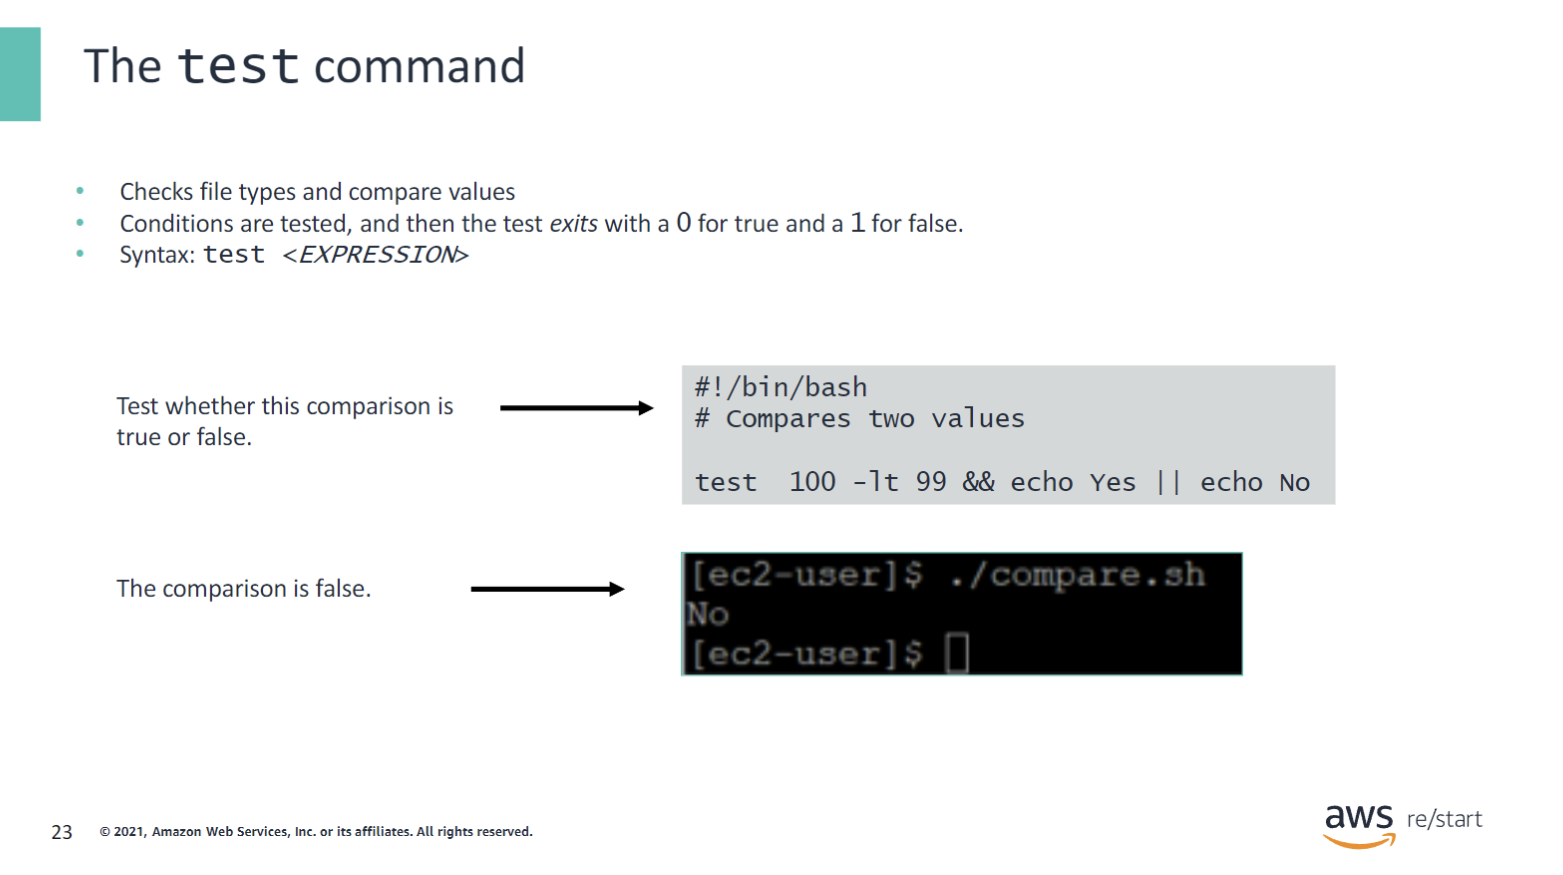 The test command
• Checks file types and compare values
• Conditions are tested, and then the test exits with a 0 for true and a 1 for false.
• Syntax: test <EXPRESSION>
Test whether this comparison is
true or false.
#!/bin/bash
# Compares two values
test  100 -lt 99 && echo Yes || echo No
The comparison is false.
[ec2-user]$ ./compare.sh
No
[ec2-user]$
23
© 2021, Amazon Web Services, Inc. or its affiliates. All rights reserved.
aws re/start